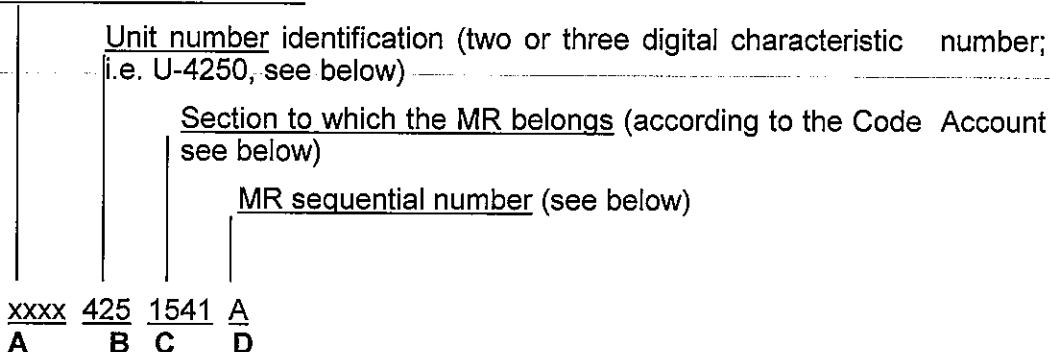 Unit number identification (two or three digital characteristic number;
i.e. U-4250, see below)
Section to which the MR belongs (according to the Code Account
see below)
MR sequential number (see below)
xxxx 425 1541 A
A B C D